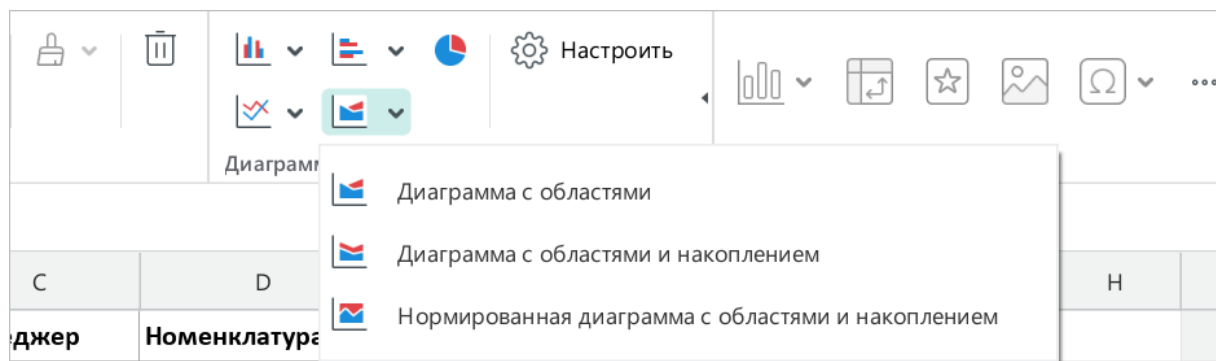 Настроить
Диаграмм
Диаграмма с областями
Диаграмма с областями и накоплением
Нормированная диаграмма с областями и накоплением
C D H
еджер Номенклатура